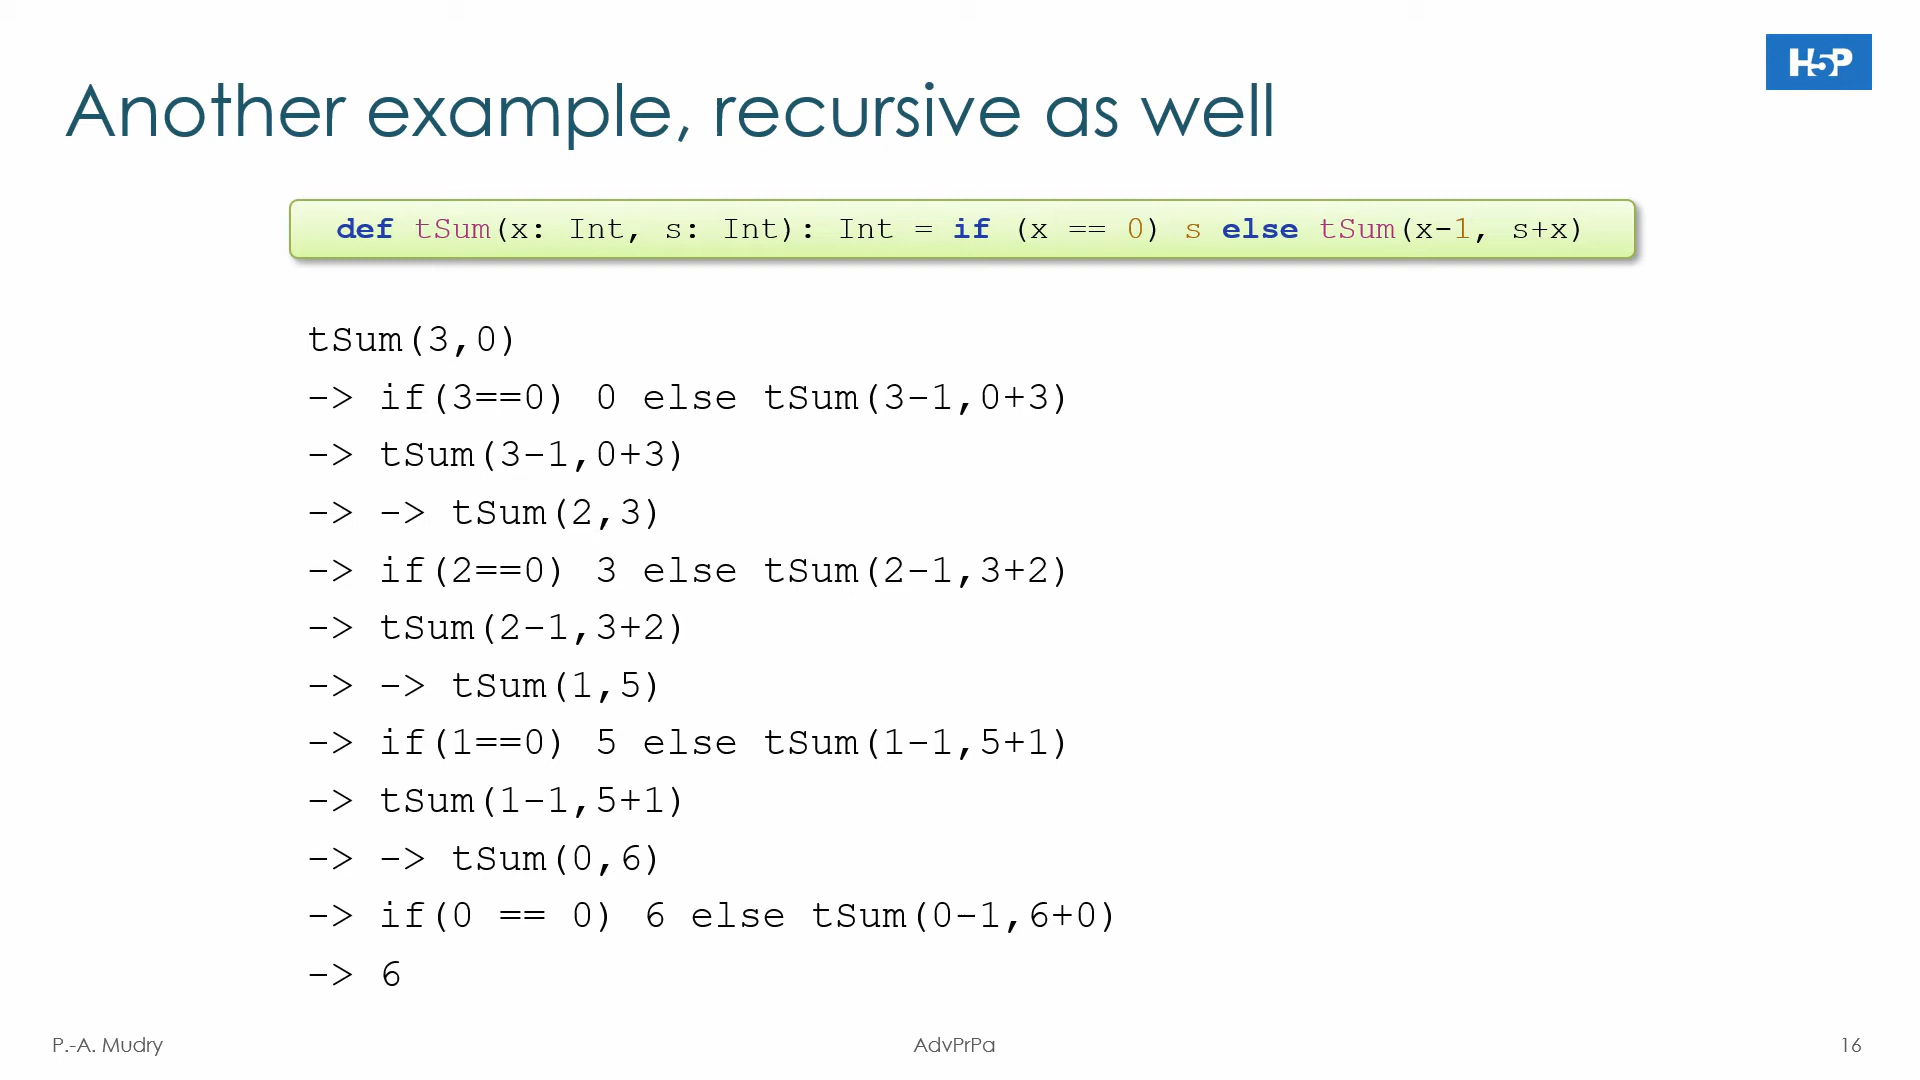 H5P
Another example, recursive as well
def tSum(x: Int, s: Int): Int = if (x == 0) s else tSum(x-1, s+x)
tSum(3,0)
-> if(3==0) 0 else tSum(3-1,0+3)
-> tSum(3-1,0+3)
-> -> tSum(2,3)
-> if(2==0) 3 else tSum(2-1,3+2)
-> tSum(2-1,3+2)
-> -> tSum(1,5)
-> if(1==0) 5 else tSum(1-1,5+1)
-> tSum(1-1,5+1)
-> -> tSum(0,6)
-> if(0 == 0) 6 else tSum(0-1,6+0)
-> 6
P.-A. Mudry
AdvPrPa
16